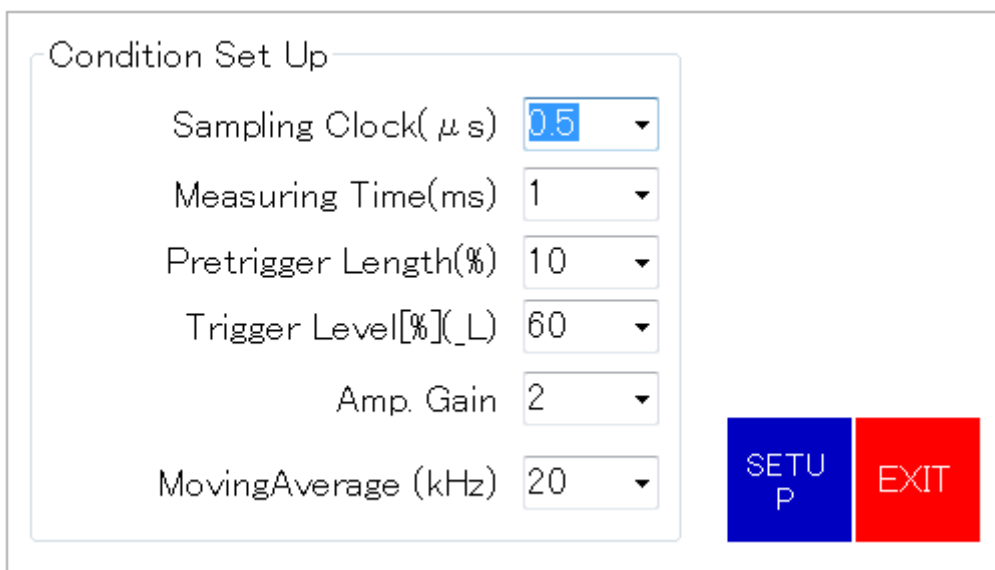 Condition Set Up
Sampling Clock( μ s) 0.5
Measuring Time(ms) 1
Pretrigger Length(%) 10
Trigger Level[%](_L) 60
Amp. Gain 2
MovingAverage (kHz) 20
SETU
P
EXIT